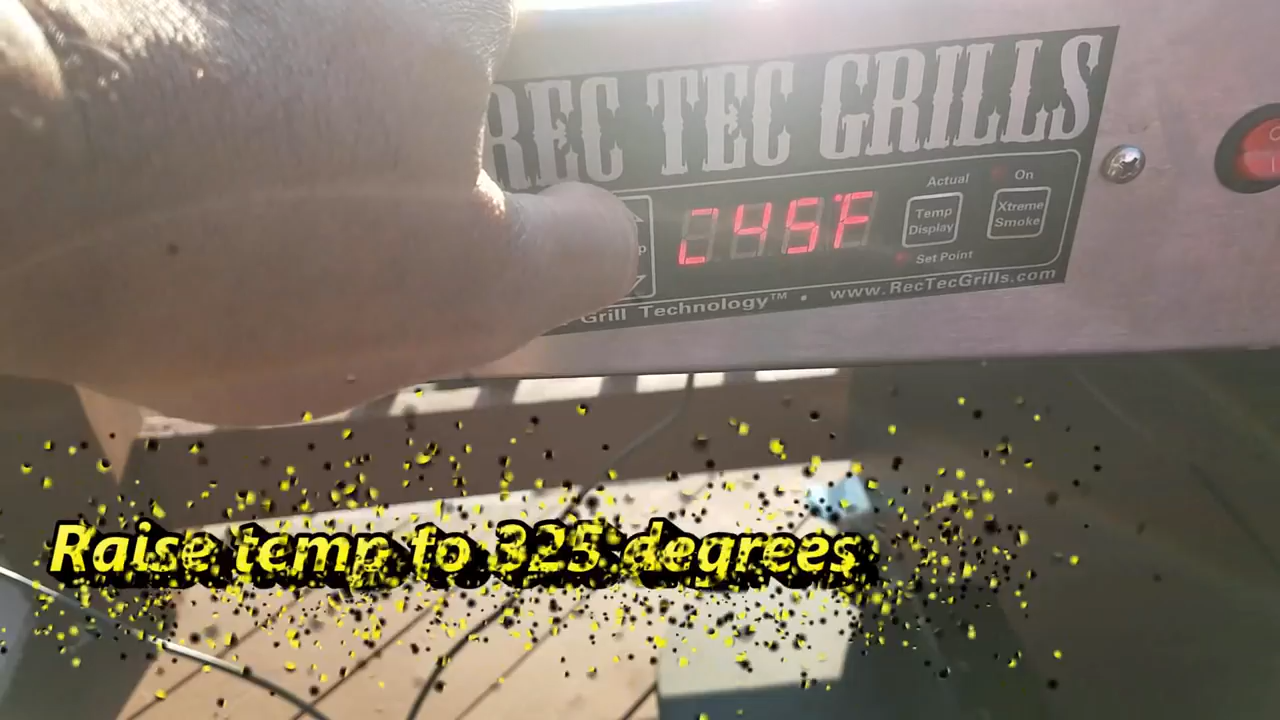 REC TEC GRILLS
Actual
On
Temp
Display
Xtreme
Smoke
Set Point
Grill Technology™ • www.RecTecGrills.com
Raise temp to 325 degrees